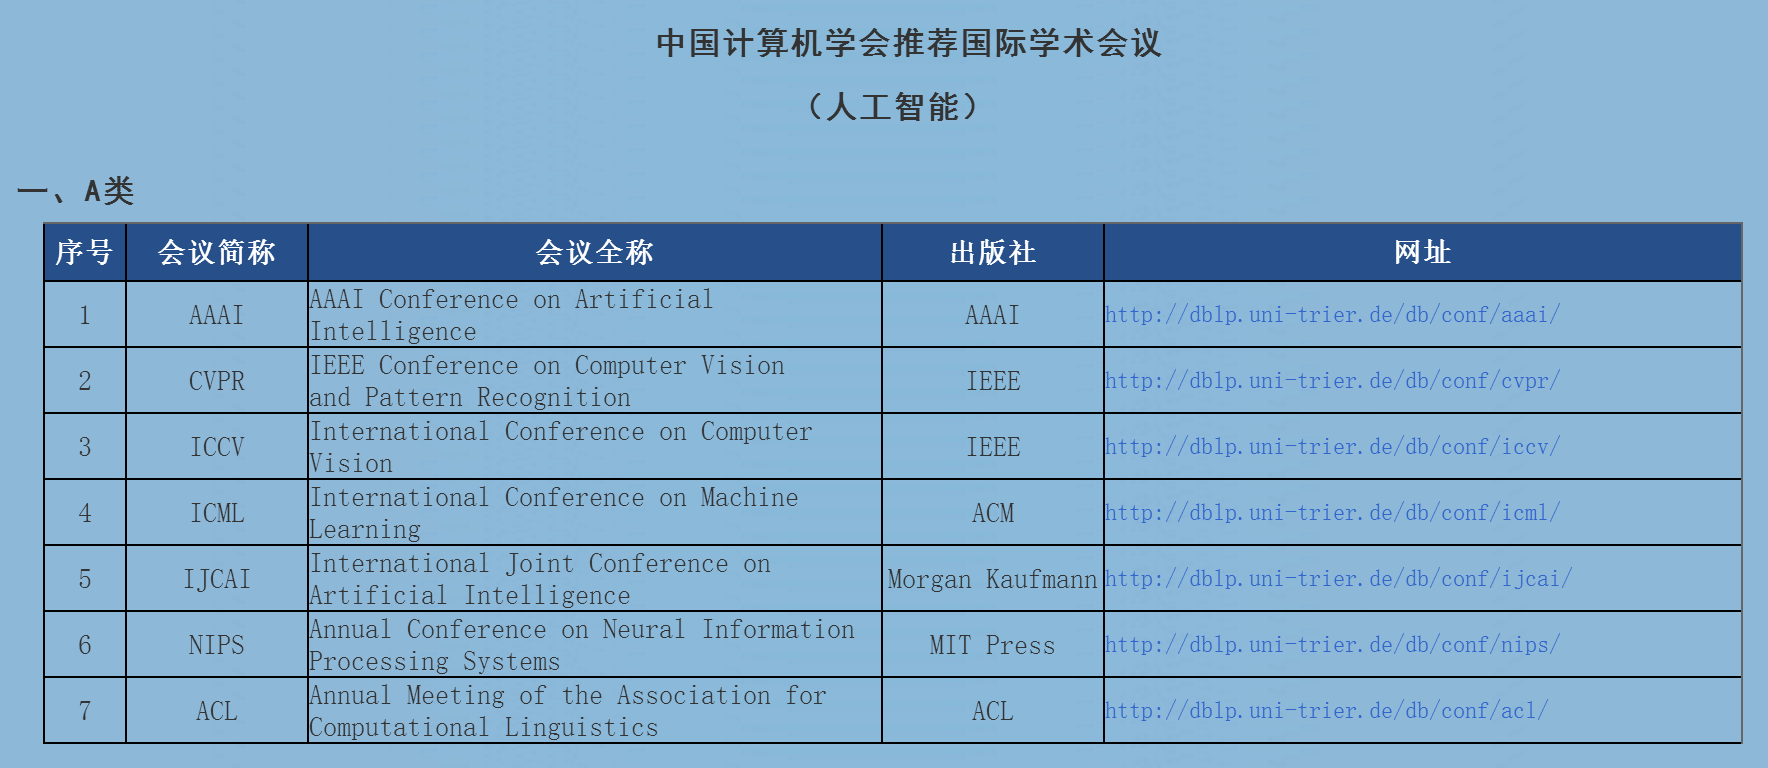 中国计算机学会推荐国际学术会议
（人工智能）
一、A类
序号 会议简称 会议全称 出版社 网址
1 AAAI AAAI Conference on Artificial
Intelligence AAAI http://dblp.uni-trier.de/db/conf/aaai/
2 CVPR IEEE Conference on Computer Vision
and Pattern Recognition IEEE http://dblp.uni-trier.de/db/conf/cvpr/
3 ICCV International Conference on Computer
Vision IEEE http://dblp.uni-trier.de/db/conf/iccv/
4 ICML International Conference on Machine
Learning ACM http://dblp.uni-trier.de/db/conf/icml/
5 IJCAI International Joint Conference on
Artificial Intelligence Morgan Kaufmann http://dblp.uni-trier.de/db/conf/ijcai/
6 NIPS Annual Conference on Neural Information
Processing Systems MIT Press http://dblp.uni-trier.de/db/conf/nips/
7 ACL Annual Meeting of the Association for
Computational Linguistics ACL http://dblp.uni-trier.de/db/conf/acl/